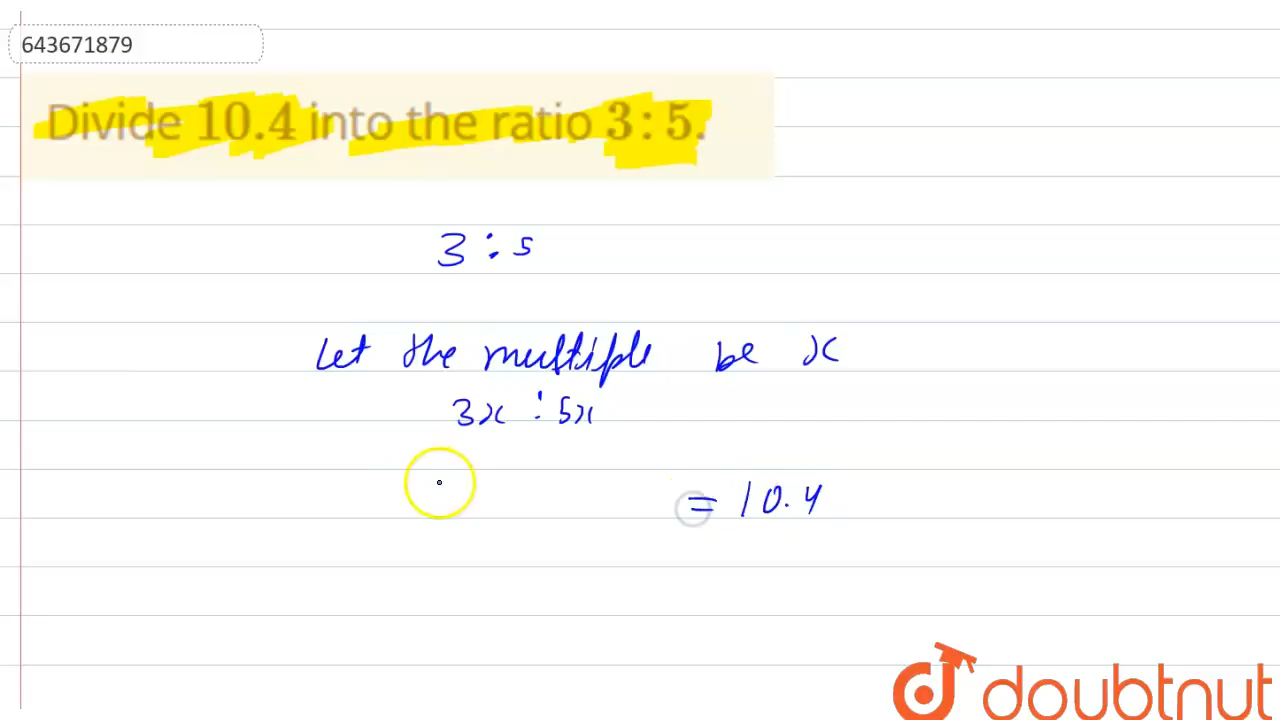 643671879
Divide 10.4 into the ratio 3 : 5.
3 : 5
Let the multiple be x
3x : 5x
= 10.4
doubtnut